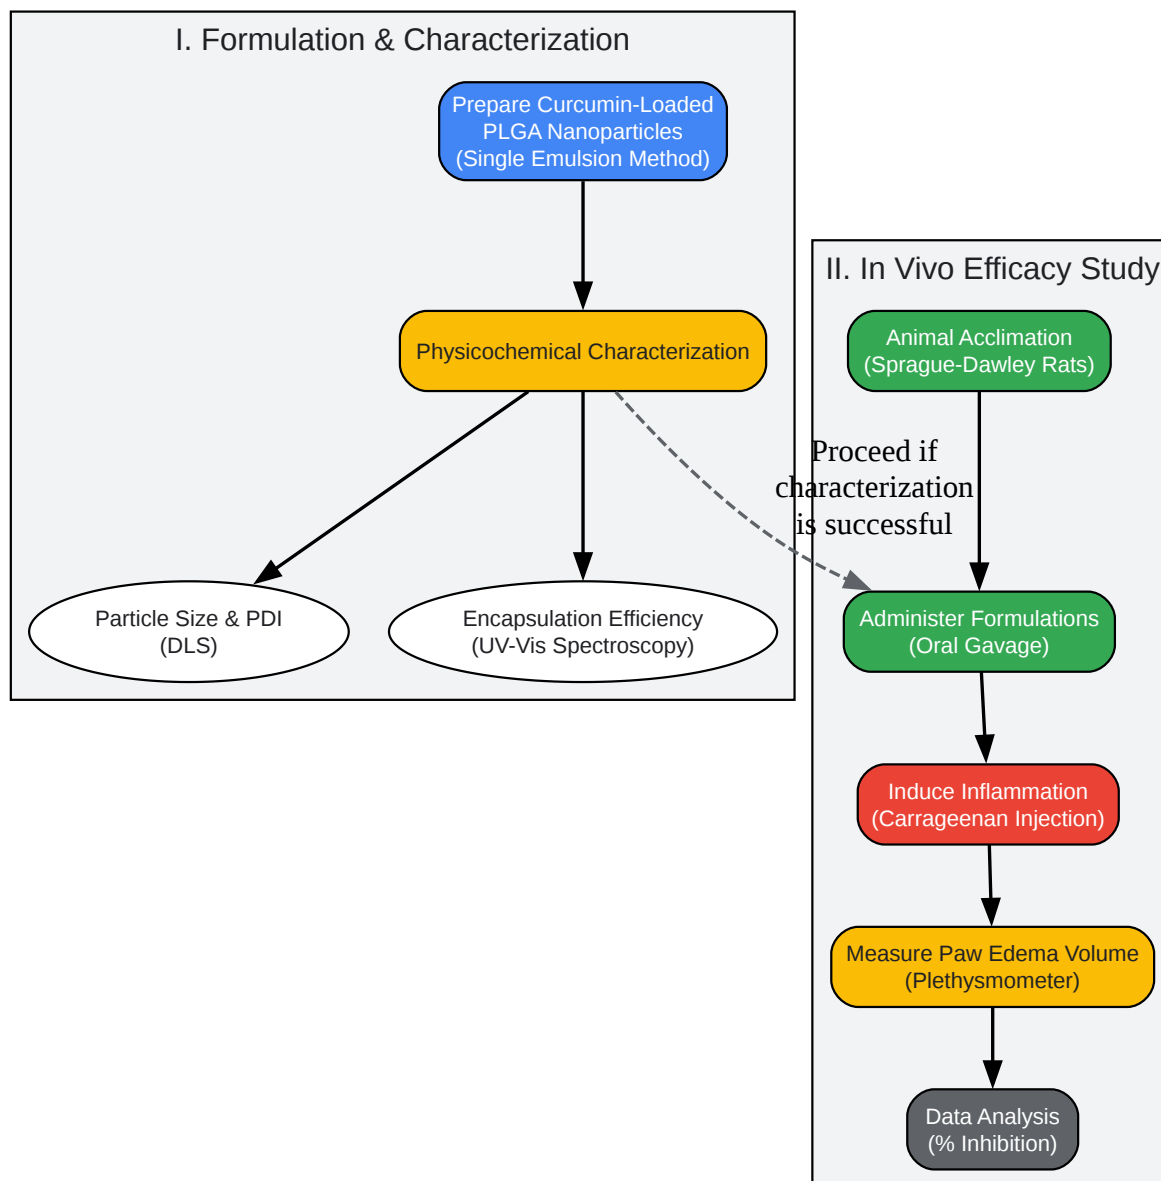 I. Formulation & Characterization
Prepare Curcumin-Loaded
PLGA Nanoparticles
(Single Emulsion Method)
Physicochemical Characterization
Particle Size & PDI
(DLS)
Encapsulation Efficiency
(UV-Vis Spectroscopy)
Proceed if
characterization
is successful
II. In Vivo Efficacy Study
Animal Acclimation
(Sprague-Dawley Rats)
Administer Formulations
(Oral Gavage)
Induce Inflammation
(Carrageenan Injection)
Measure Paw Edema Volume
(Plethysmometer)
Data Analysis
(% Inhibition)